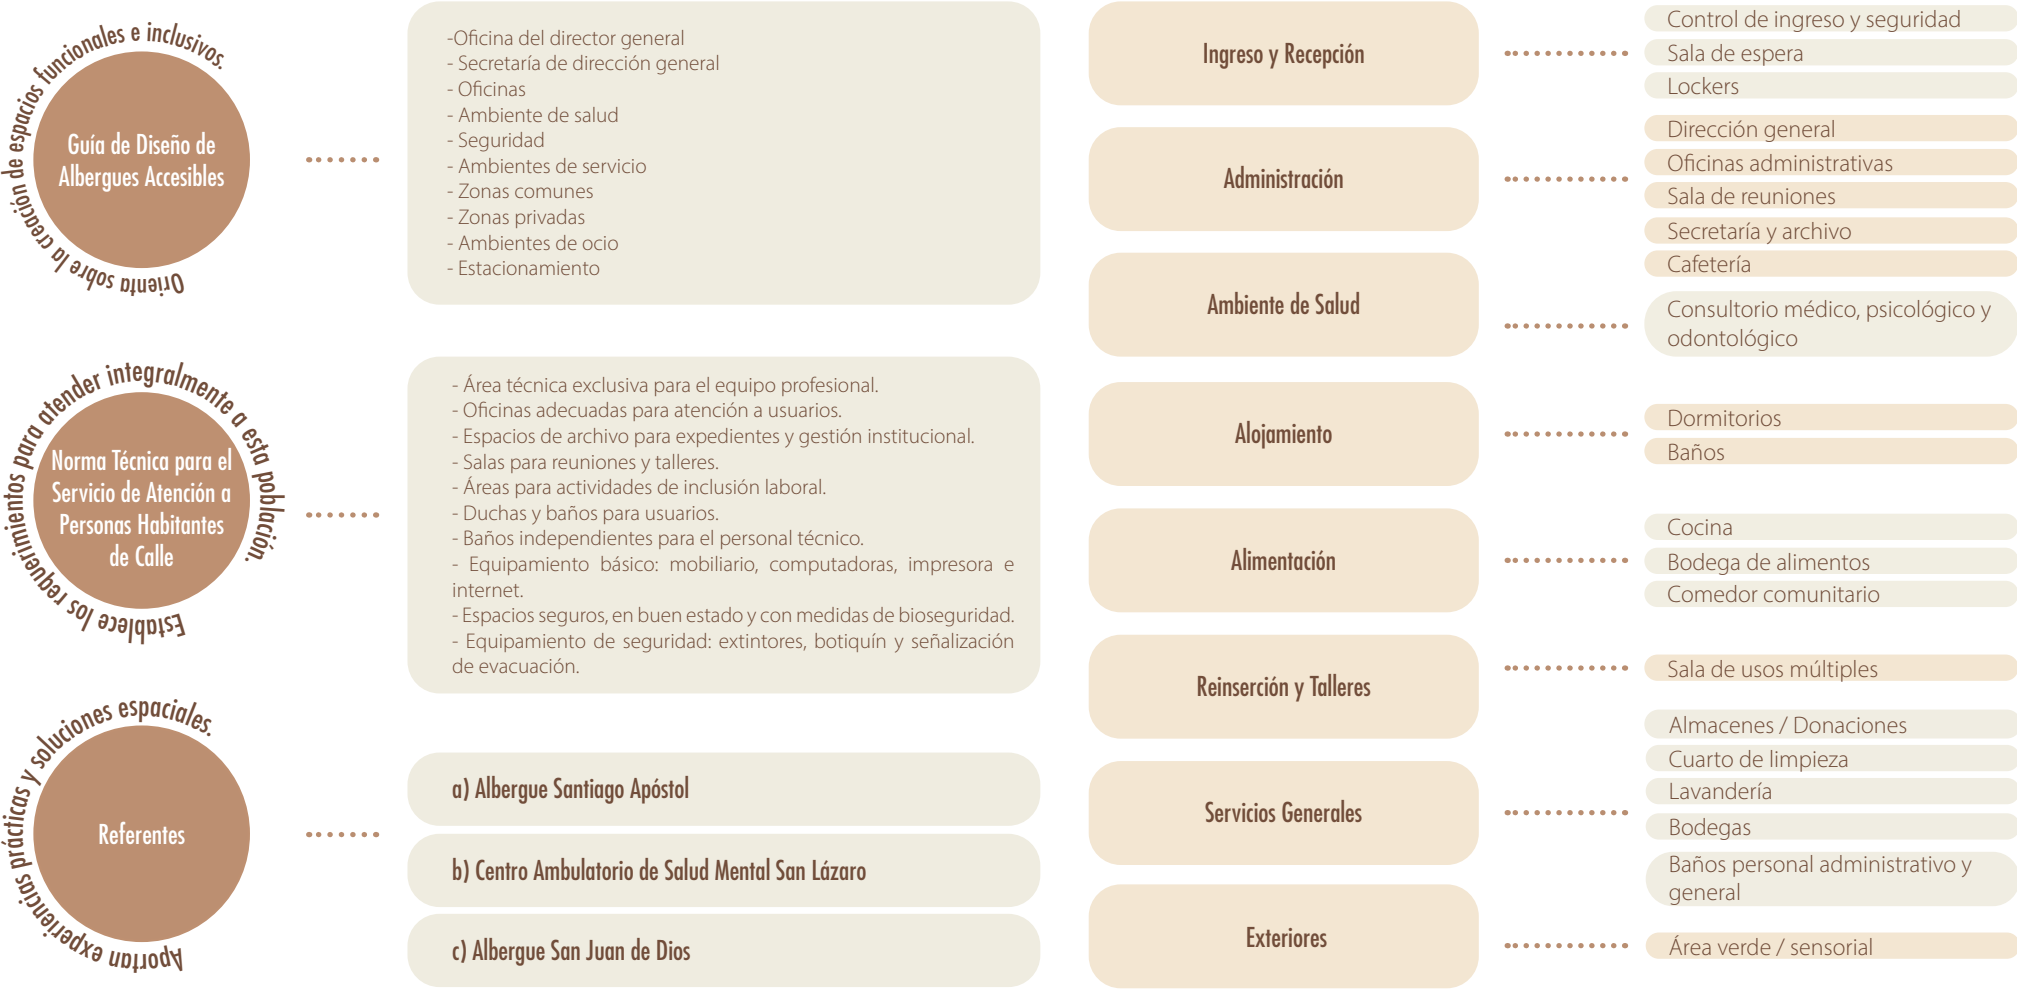 Orienta sobre la creación de espacios funcionales e inclusivos.
Guía de Diseño de
Albergues Accesibles
-Oficina del director general
- Secretaría de dirección general
- Oficinas
- Ambiente de salud
- Seguridad
- Ambientes de servicio
- Zonas comunes
- Zonas privadas
- Ambientes de ocio
- Estacionamiento
Establece los requerimientos para atender integralmente a esta población.
Norma Técnica para el
Servicio de Atención a
Personas Habitantes
de Calle
- Área técnica exclusiva para el equipo profesional.
- Oficinas adecuadas para atención a usuarios.
- Espacios de archivo para expedientes y gestión institucional.
- Salas para reuniones y talleres.
- Áreas para actividades de inclusión laboral.
- Duchas y baños para usuarios.
- Baños independientes para el personal técnico.
- Equipamiento básico: mobiliario, computadoras, impresora e
internet.
- Espacios seguros, en buen estado y con medidas de bioseguridad.
- Equipamiento de seguridad: extintores, botiquín y señalización
de evacuación.
Aportan experiencias prácticas y soluciones espaciales.
Referentes
a) Albergue Santiago Apóstol
b) Centro Ambulatorio de Salud Mental San Lázaro
c) Albergue San Juan de Dios
Ingreso y Recepción
Control de ingreso y seguridad
Sala de espera
Lockers
Administración
Dirección general
Oficinas administrativas
Sala de reuniones
Secretaría y archivo
Cafetería
Ambiente de Salud
Consultorio médico, psicológico y
odontológico
Alojamiento
Dormitorios
Baños
Alimentación
Cocina
Bodega de alimentos
Comedor comunitario
Reinserción y Talleres
Sala de usos múltiples
Servicios Generales
Almacenes / Donaciones
Cuarto de limpieza
Lavandería
Bodegas
Baños personal administrativo y
general
Exteriores
Área verde / sensorial